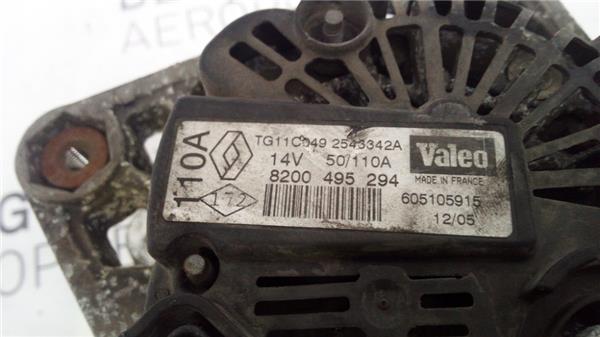 110A
172
TG11C049 2543342A
14V 50/110A
8200 495 294
Valeo
MADE IN FRANCE
605105915
12/05